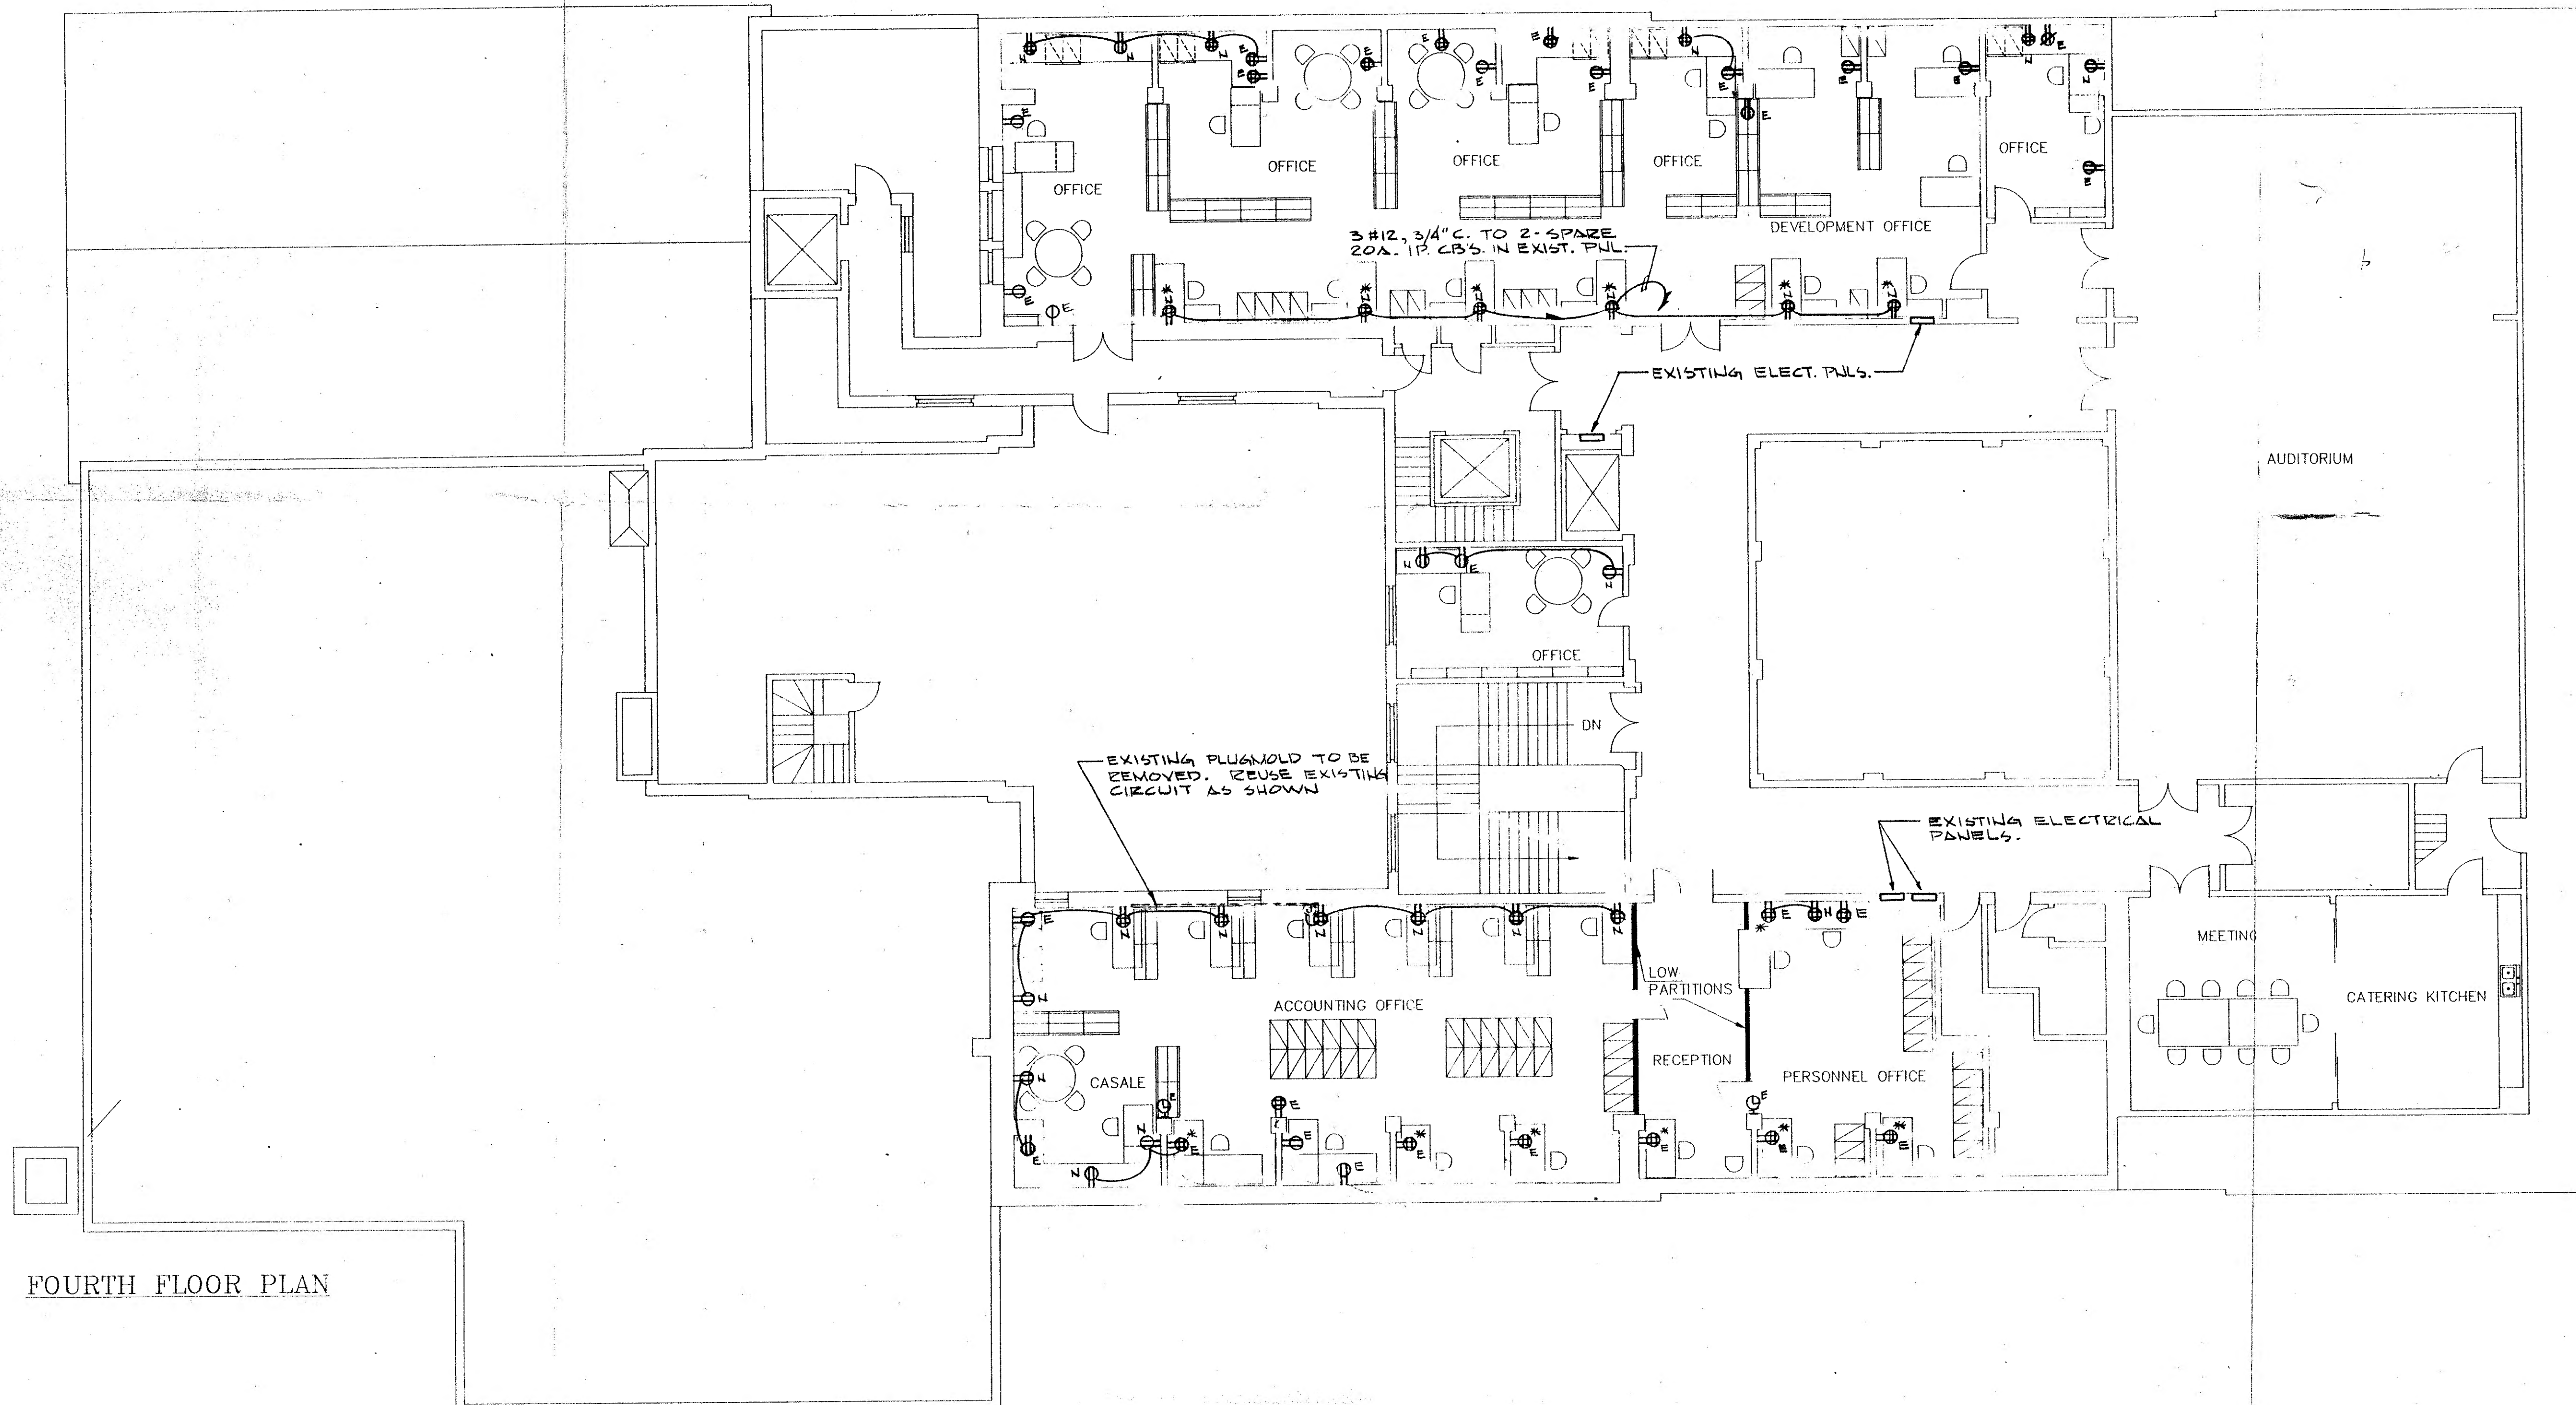 OFFICE
OFFICE
OFFICE
OFFICE
OFFICE
DEVELOPMENT OFFICE
3 #12, 3/4" C. TO 2-SPARE
20A. 1P. CB'S. IN EXIST. PNL.
EXISTING ELECT. PNLS.
AUDITORIUM
OFFICE
DN
EXISTING PLUGMOLD TO BE
REMOVED. REUSE EXISTING
CIRCUIT AS SHOWN
EXISTING ELECTRICAL
PANELS.
MEETING
LOW
PARTITIONS
CATERING KITCHEN
ACCOUNTING OFFICE
RECEPTION
PERSONNEL OFFICE
CASALE
FOURTH FLOOR PLAN